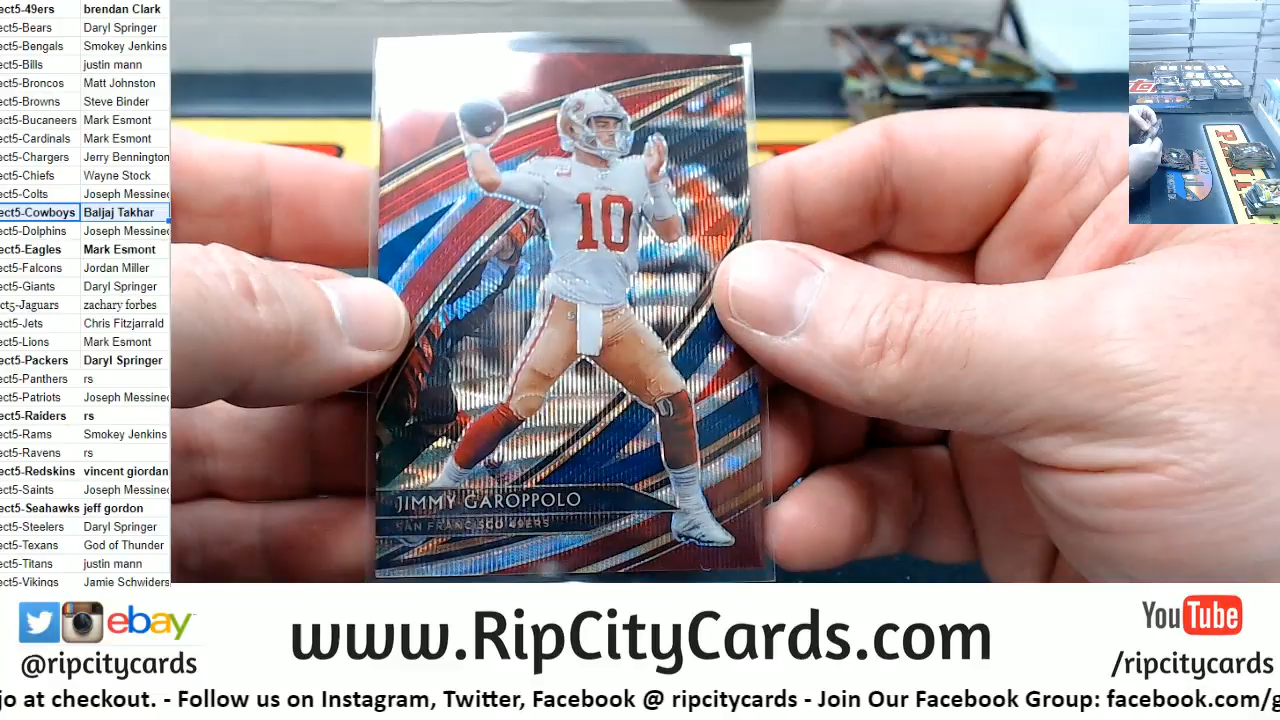 ect5-49ers brendan Clark
ect5-Bears Daryl Springer
ect5-Bengals Smokey Jenkins
ect5-Bills justin mann
ect5-Broncos Matt Johnston
ect5-Browns Steve Binder
ect5-Bucaneers Mark Esmont
ect5-Cardinals Mark Esmont
ect5-Chargers Jerry Bennington
ect5-Chiefs Wayne Stock
ect5-Colts Joseph Messined
ect5-Cowboys Baljaj Takhar
ect5-Dolphins Joseph Messined
ect5-Eagles Mark Esmont
ect5-Falcons Jordan Miller
ect5-Giants Daryl Springer
ct5-Jaguars zachary forbes
ect5-Jets Chris Fitzjarrald
ect5-Lions Mark Esmont
ect5-Packers Daryl Springer
ect5-Panthers rs
ect5-Patriots Joseph Messined
ect5-Raiders rs
ect5-Rams Smokey Jenkins
ect5-Ravens rs
ect5-Redskins vincent giordan
ect5-Saints Joseph Messined
ect5-Seahawks jeff gordon
ect5-Steelers Daryl Springer
ect5-Texans God of Thunder
ect5-Titans justin mann
ect5-Vikings Jamie Schwiders
10
JIMMY GAROPPOLO
SAN FRANCISCO 49ERS
ebay
@ripcitycards
www.RipCityCards.com
YouTube
/ripcitycards
jo at checkout. - Follow us on Instagram, Twitter, Facebook @ ripcitycards - Join Our Facebook Group: facebook.com/g